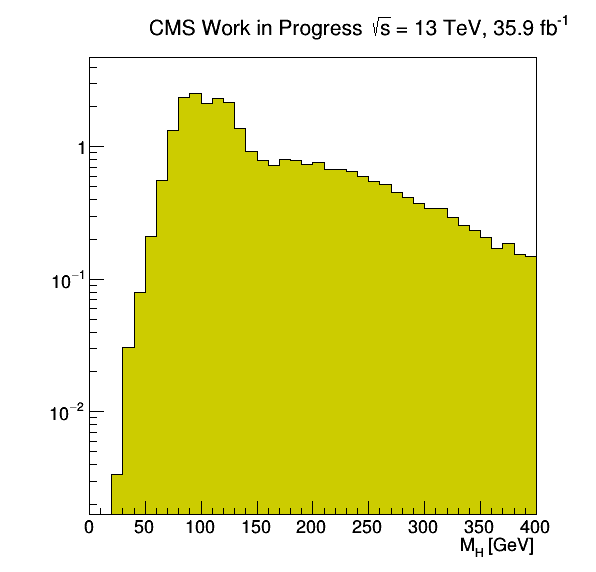 CMS Work in Progress √s = 13 TeV, 35.9 fb⁻¹
1
10⁻¹
10⁻²
0 50 100 150 200 250 300 350 400
M_H [GeV]